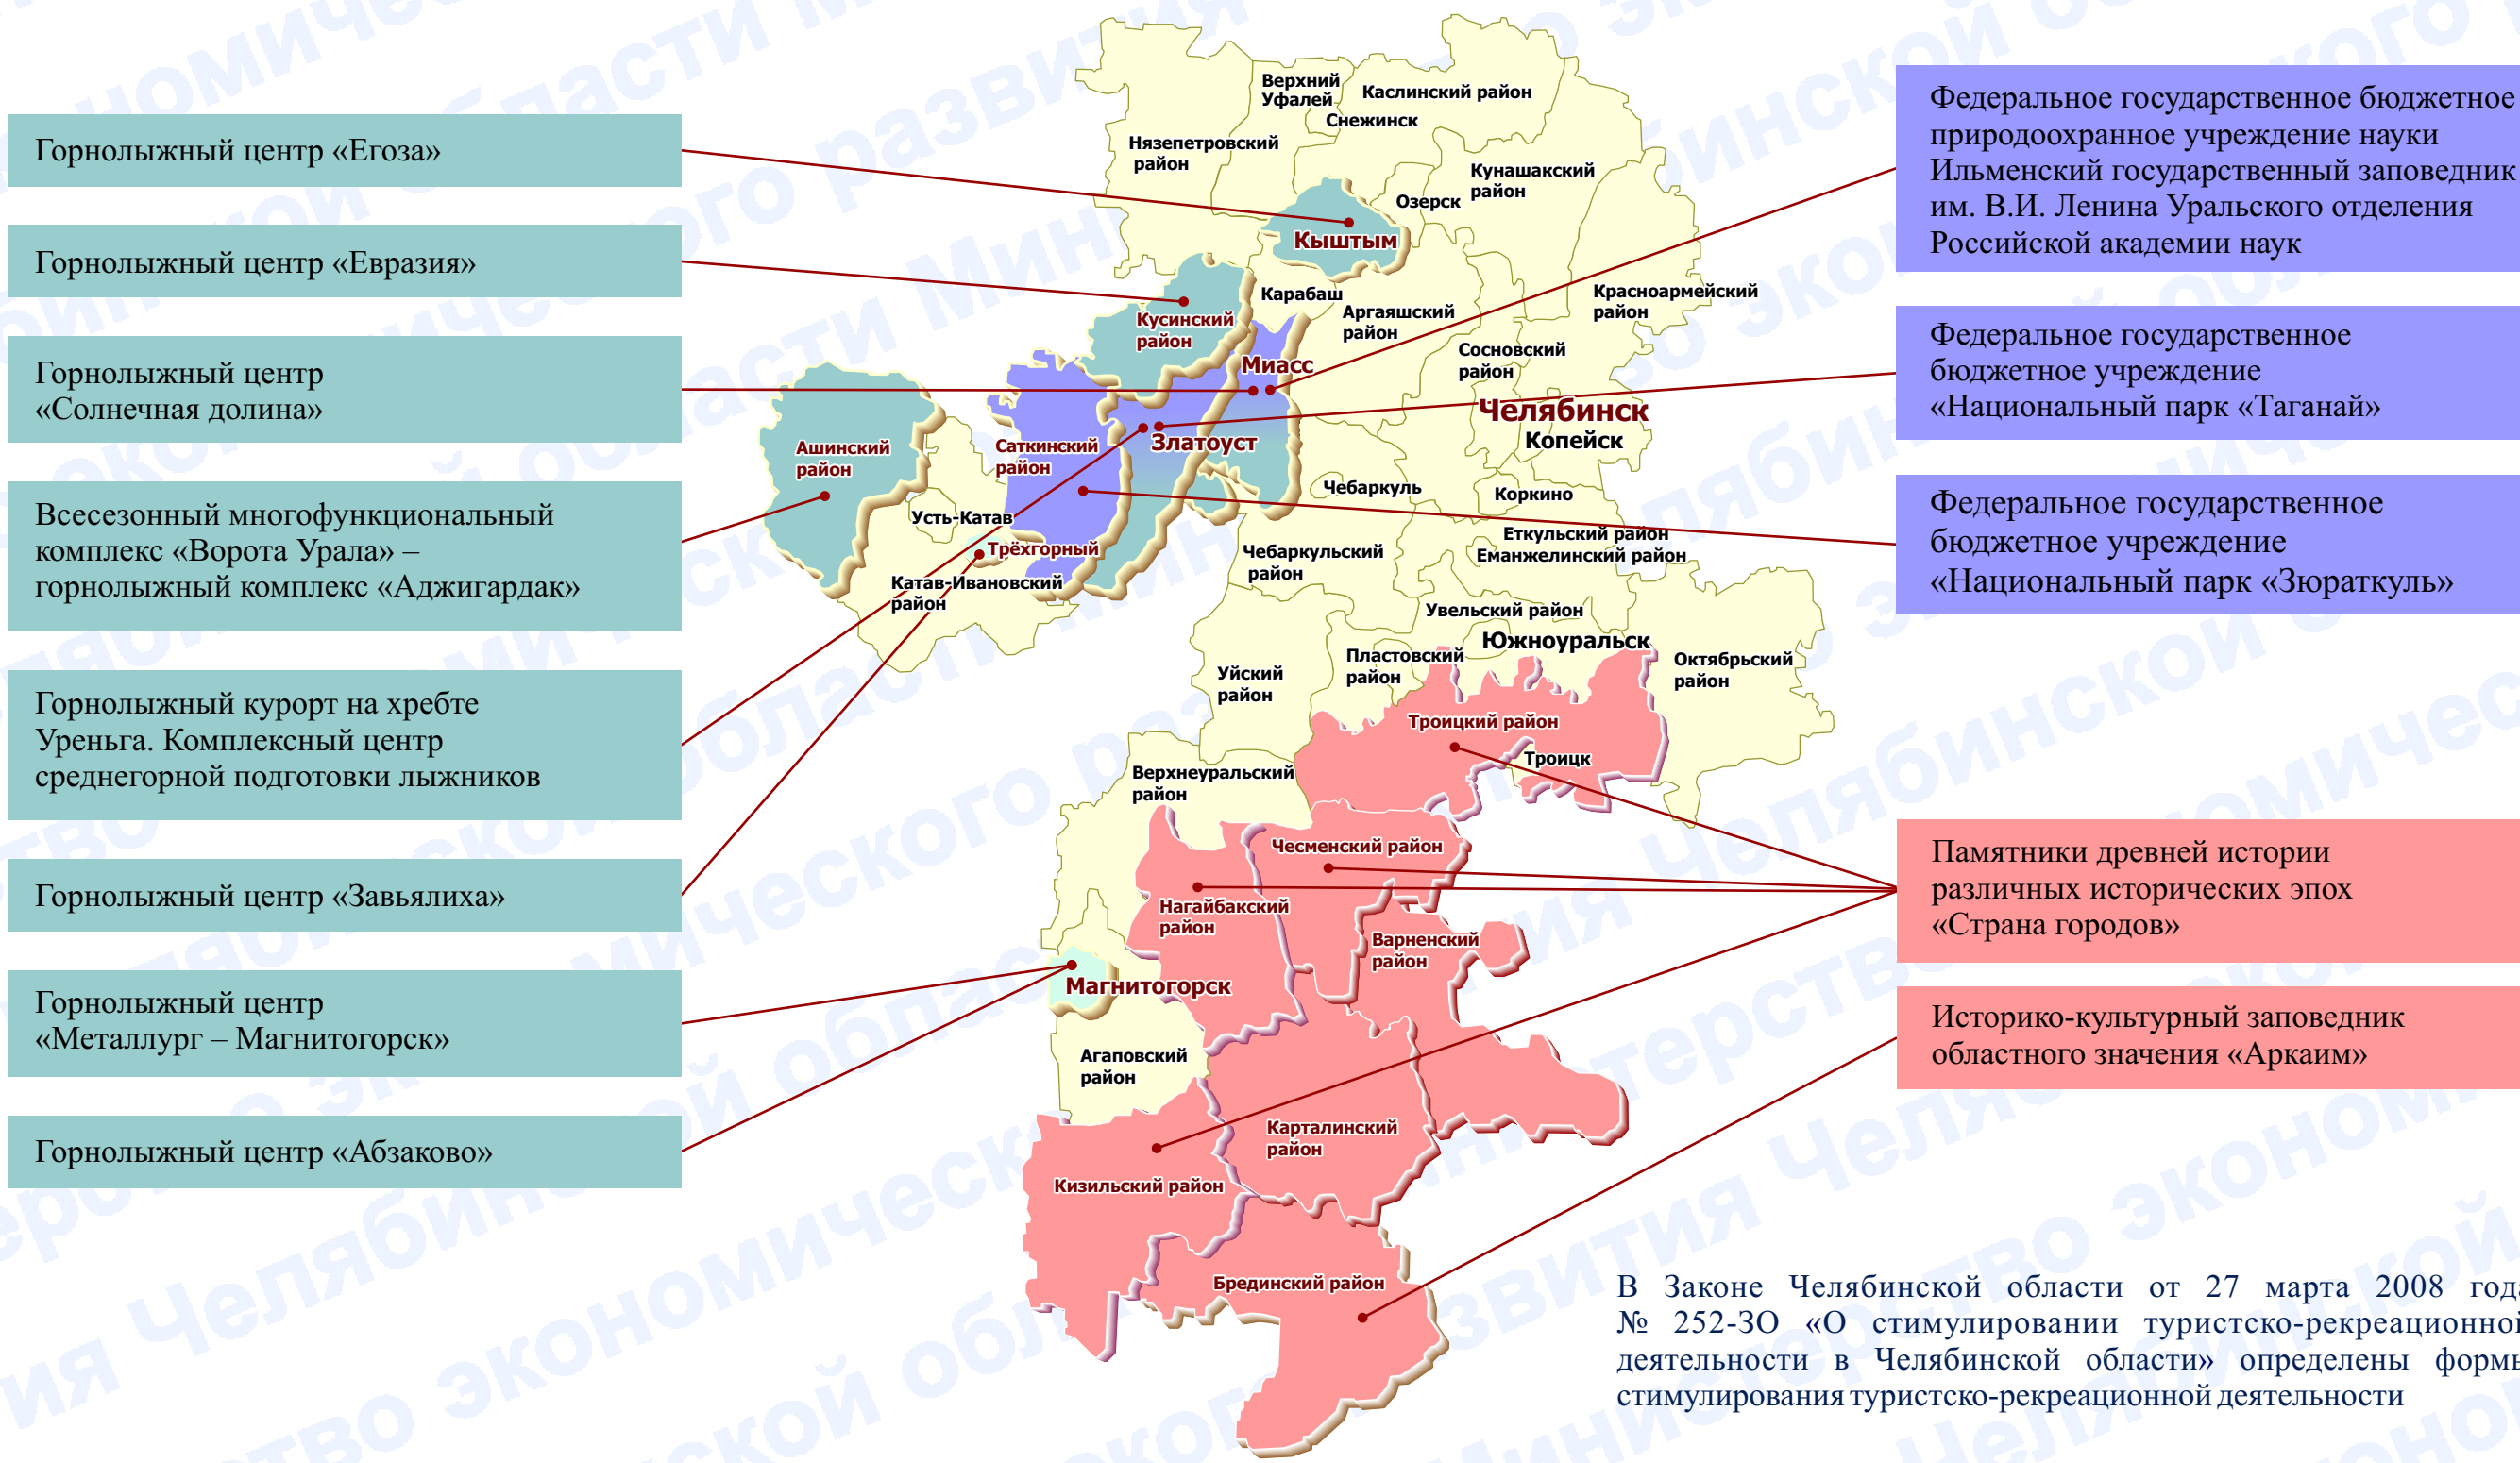 Горнолыжный центр «Егоза»
Горнолыжный центр «Евразия»
Горнолыжный центр
«Солнечная долина»
Всесезонный многофункциональный
комплекс «Ворота Урала» –
горнолыжный комплекс «Аджигардак»
Горнолыжный курорт на хребте
Уреньга. Комплексный центр
среднегорной подготовки лыжников
Горнолыжный центр «Завьялиха»
Горнолыжный центр
«Металлург – Магнитогорск»
Горнолыжный центр «Абзаково»
Верхний
Уфалей
Каслинский район
Снежинск
Нязепетровский
район
Кунашакский
район
Озерск
Кыштым
Карабаш
Аргаяшский
район
Красноармейский
район
Кусинский
район
Миасс
Сосновский
район
Челябинск
Копейск
Ашинский
район
Саткинский
район
Златоуст
Чебаркуль
Коркино
Усть-Катав
Трёхгорный
Еткульский район
Еманжелинский район
Чебаркульский
район
Катав-Ивановский
район
Увельский район
Южноуральск
Пластовский
район
Уйский
район
Октябрьский
район
Троицкий район
Троицк
Верхнеуральский
район
Чесменский район
Нагайбакский
район
Варненский
район
Магнитогорск
Агаповский
район
Карталинский
район
Кизильский район
Брединский район
Федеральное государственное бюджетное
природоохранное учреждение науки
Ильменский государственный заповедник
им. В.И. Ленина Уральского отделения
Российской академии наук
Федеральное государственное
бюджетное учреждение
«Национальный парк «Таганай»
Федеральное государственное
бюджетное учреждение
«Национальный парк «Зюраткуль»
Памятники древней истории
различных исторических эпох
«Страна городов»
Историко-культурный заповедник
областного значения «Аркаим»
В Законе Челябинской области от 27 марта 2008 года
№ 252-ЗО «О стимулировании туристско-рекреационной
деятельности в Челябинской области» определены формы
стимулирования туристско-рекреационной деятельности